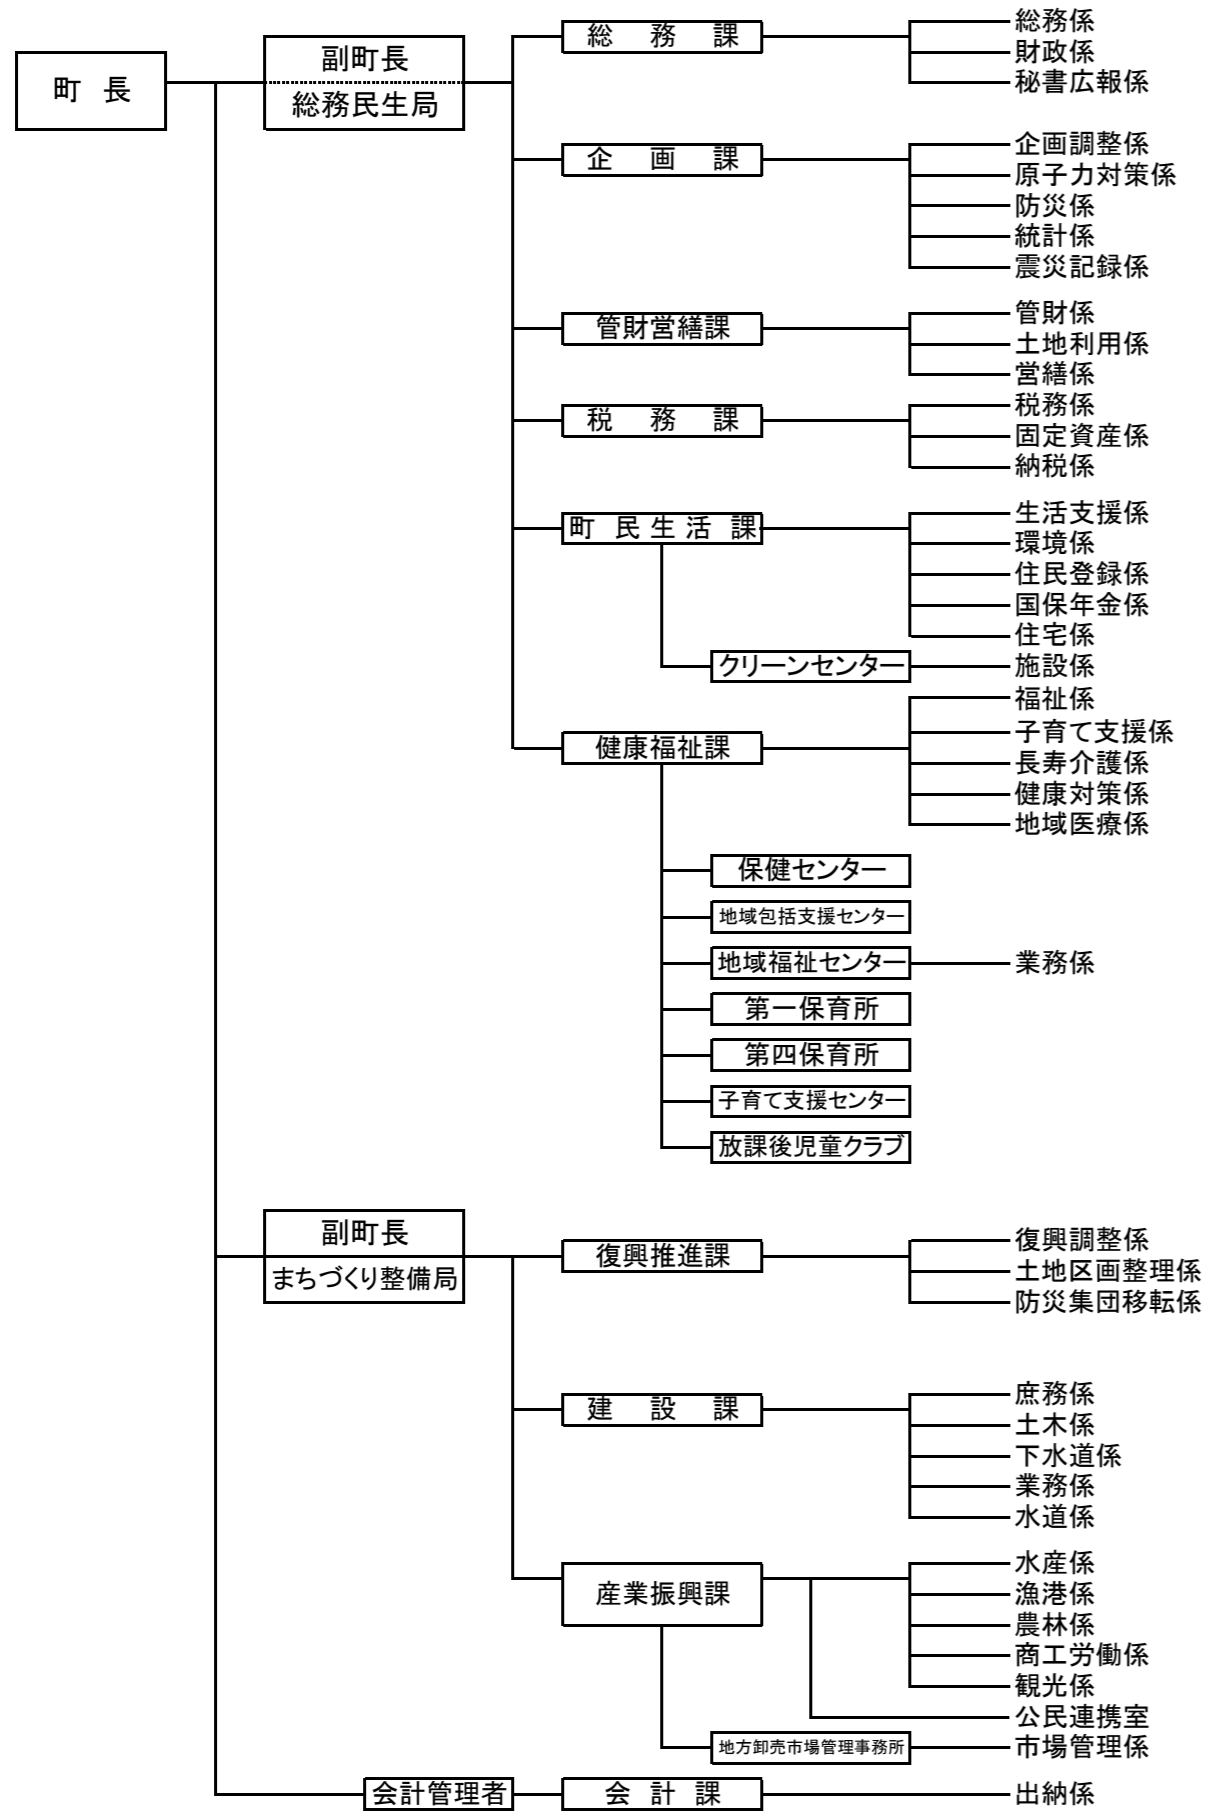 町 長
副町長
総務民生局
総 務 課
総務係
財政係
秘書広報係
企 画 課
企画調整係
原子力対策係
防災係
統計係
震災記録係
管財営繕課
管財係
土地利用係
営繕係
税 務 課
税務係
固定資産係
納税係
町 民 生 活 課
生活支援係
環境係
住民登録係
国保年金係
住宅係
クリーンセンター
施設係
健康福祉課
福祉係
子育て支援係
長寿介護係
健康対策係
地域医療係
保健センター
地域包括支援センター
地域福祉センター
業務係
第一保育所
第四保育所
子育て支援センター
放課後児童クラブ
副町長
まちづくり整備局
復興推進課
復興調整係
土地区画整理係
防災集団移転係
建 設 課
庶務係
土木係
下水道係
業務係
水道係
産業振興課
水産係
漁港係
農林係
商工労働係
観光係
公民連携室
地方卸売市場管理事務所
市場管理係
会計管理者
会 計 課
出納係